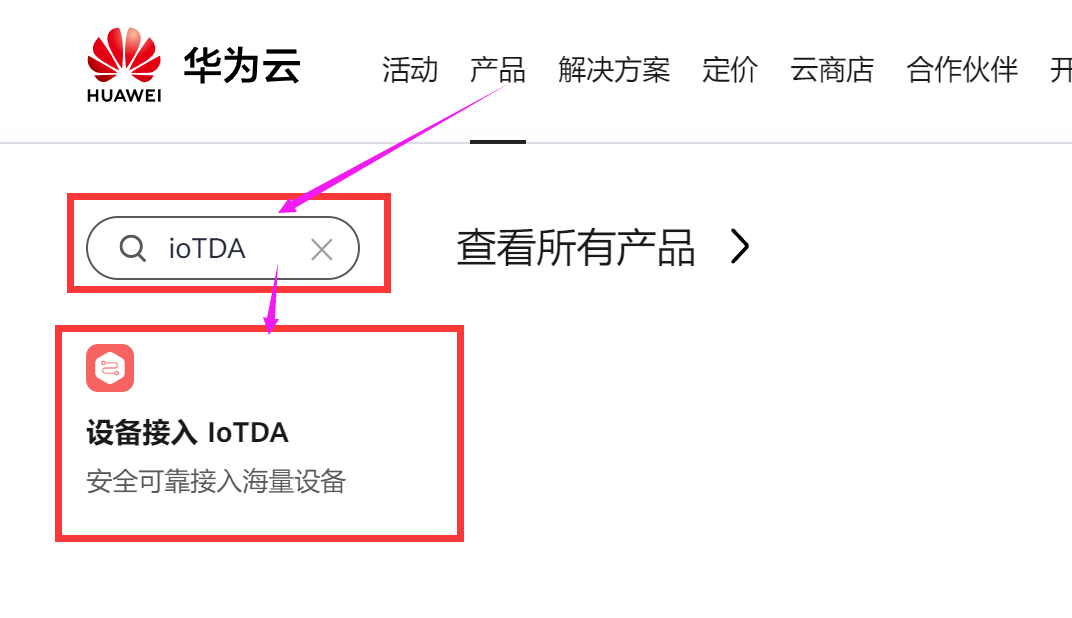 HUAWEI
华为云
活动 产品 解决方案 定价 云商店 合作伙伴 开
ioTDA
查看所有产品
设备接入 IoTDA
安全可靠接入海量设备